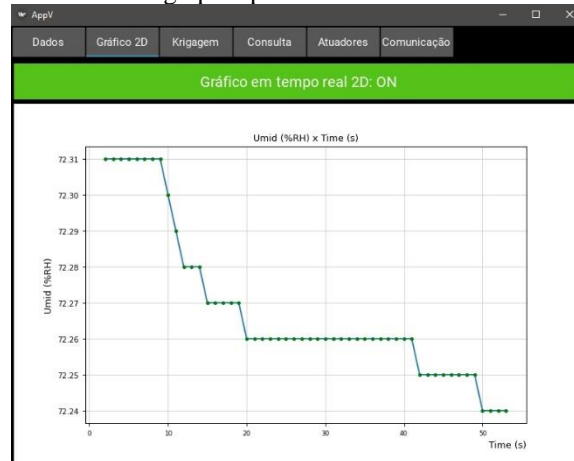 AppV
Dados Gráfico 2D Krigagem Consulta Atuadores Comunicação
Gráfico em tempo real 2D: ON
Umid (%RH) x Time (s)
72.31
72.30
72.29
72.28
72.27
72.26
72.25
72.24
Umid (%RH)
0 10 20 30 40 50
Time (s)